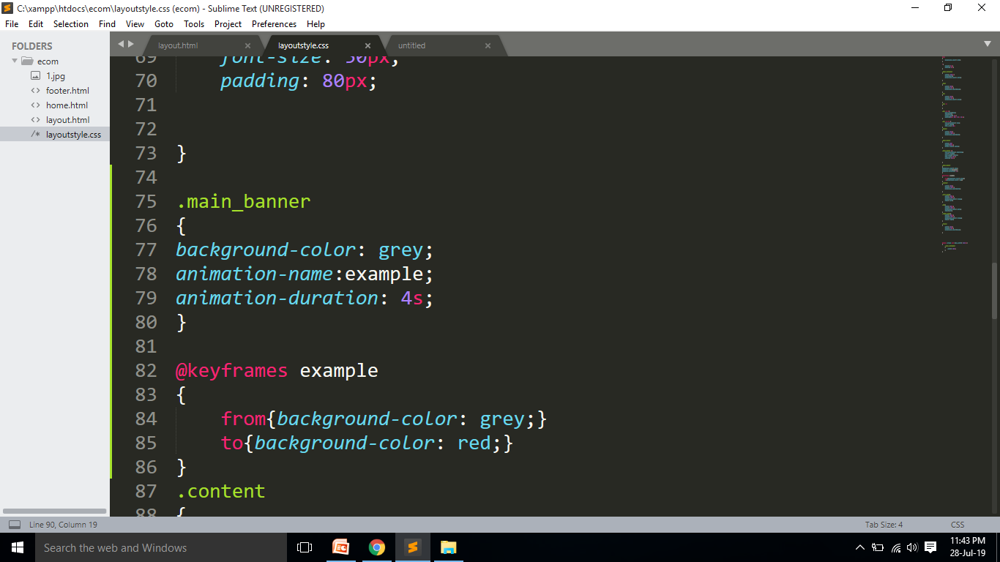 C:\xampp\htdocs\ecom\layoutstyle.css (ecom) - Sublime Text (UNREGISTERED)
File Edit Selection Find View Goto Tools Project Preferences Help
FOLDERS
ecom
1.jpg
footer.html
home.html
layout.html
/* layoutstyle.css
layout.html × layoutstyle.css × untitled ×
69 font-size: 50px;
70 padding: 80px;
71
72
73 }
74
75 .main_banner
76 {
77 background-color: grey;
78 animation-name:example;
79 animation-duration: 4s;
80 }
81
82 @keyframes example
83 {
84 from{background-color: grey;}
85 to{background-color: red;}
86 }
87 .content
88 {
Line 90, Column 19 Tab Size: 4 CSS
Search the web and Windows
11:43 PM
28-Jul-19